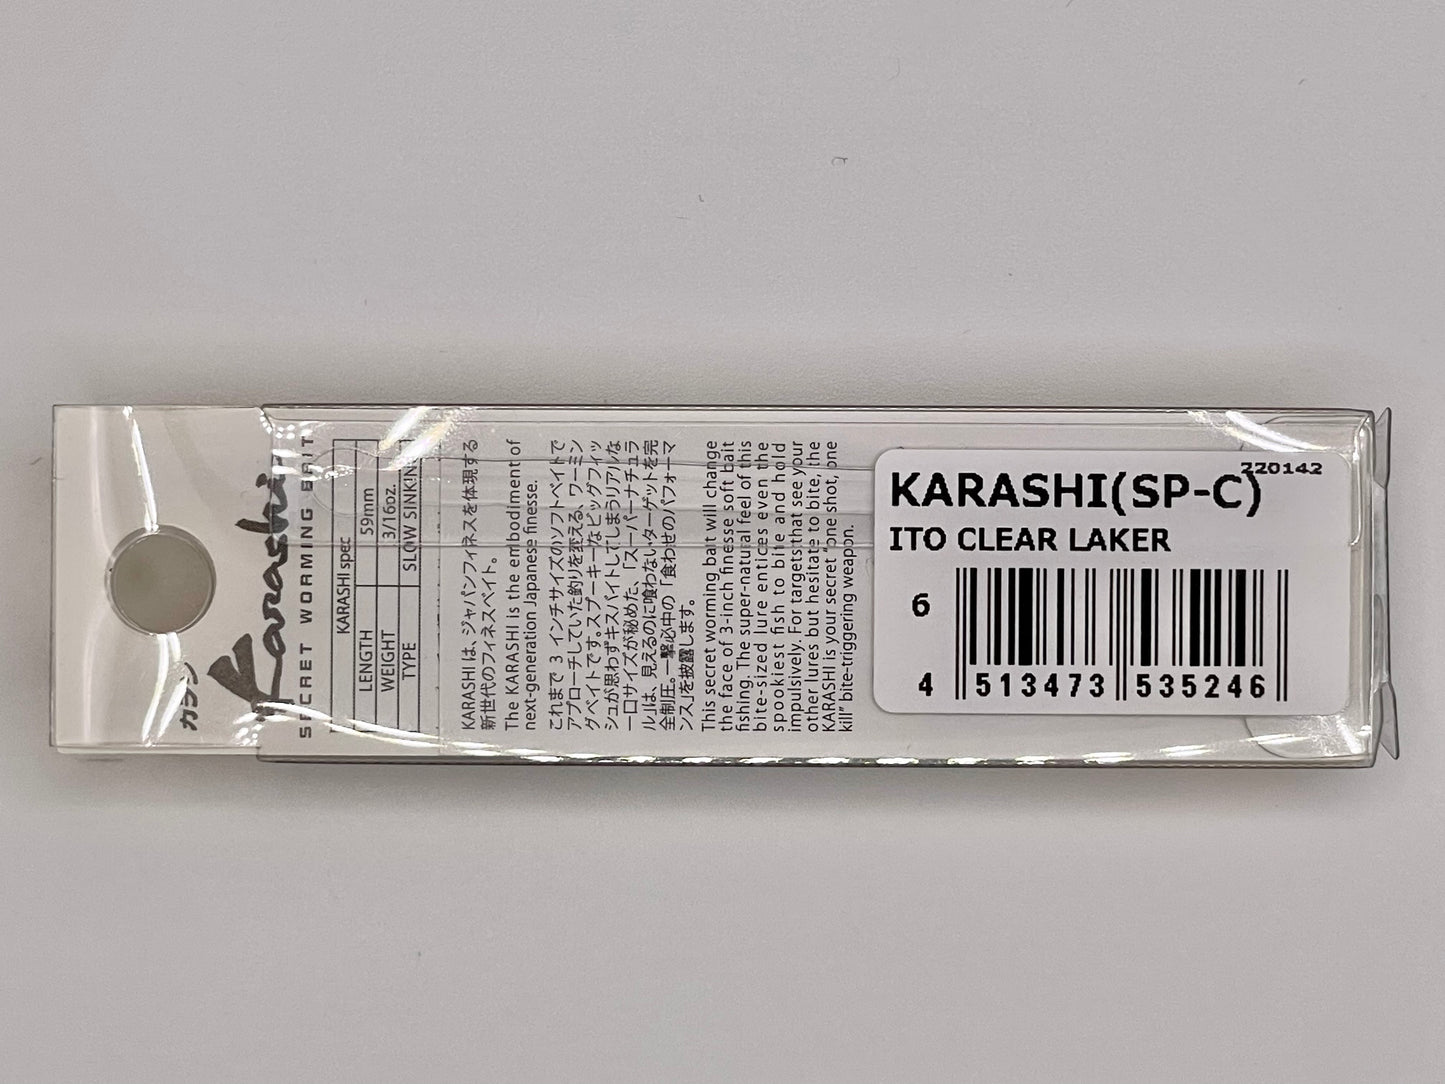 カラシ
Karashi
SECRET WORMING BAIT
KARASHI spec
LENGTH 59mm
WEIGHT 3/16oz.
TYPE SLOW SINKING
KARASHI は、ジャパンフィネスを体現する
新世代のフィネスベイト。
The KARASHI is the embodiment of
next-generation Japanese finesse.
これまで 3 インチサイズのソフトベイトで
アプローチしていた釣りを変える、ワーミン
グベイトです。スプーキーなビッグフィッ
シュが思わずキスバイトしてしまうリアルな
一口サイズが秘めた、「スーパーナチュラ
ル」は、見えるのに喰わないターゲットを完
全制圧。一撃必中の「食わせのパフォーマ
ンス」を披露します。
This secret worming bait will change
the face of 3-inch finesse soft bait
fishing. The super-natural feel of this
bite-sized lure entices even the
spookiest fish to bite and hold
impulsively. For targets that see your
other lures but hesitate to bite, the
KARASHI is your secret "one shot, one
kill" bite-triggering weapon.
220142
KARASHI(SP-C)
ITO CLEAR LAKER
6
4 513473 535246